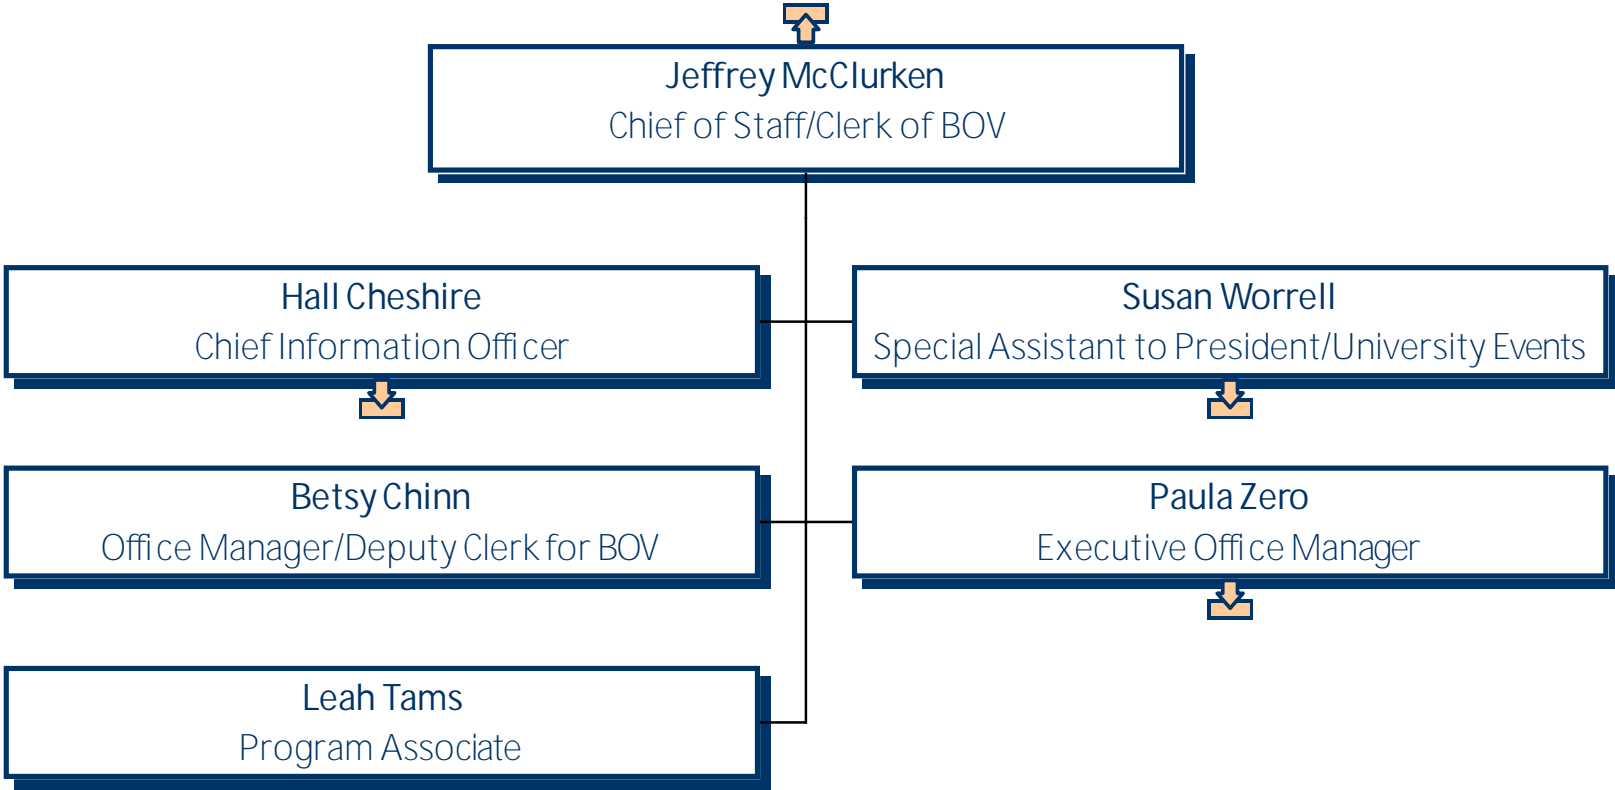 Jeffrey McClurken
Chief of Staff/Clerk of BOV
Hall Cheshire
Chief Information Officer
Susan Worrell
Special Assistant to President/University Events
Betsy Chinn
Office Manager/Deputy Clerk for BOV
Paula Zero
Executive Office Manager
Leah Tams
Program Associate